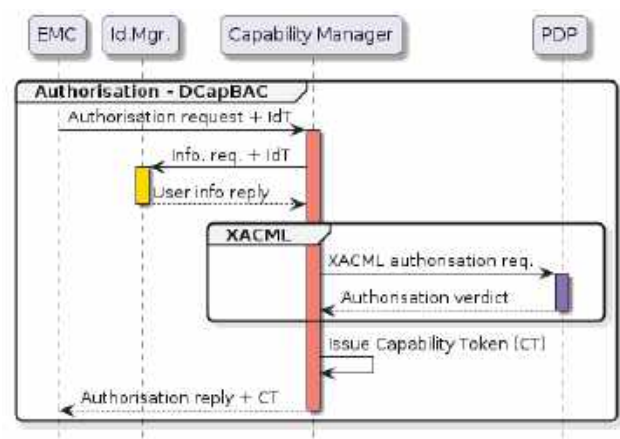 EMC
Id.Mgr.
Capability Manager
PDP
Authorisation - DCapBAC
Authorisation request + IdT
Info. req. + IdT
User info reply
XACML
XACML authorisation req.
Authorisation verdict
Issue Capability Token (CT)
Authorisation reply + CT